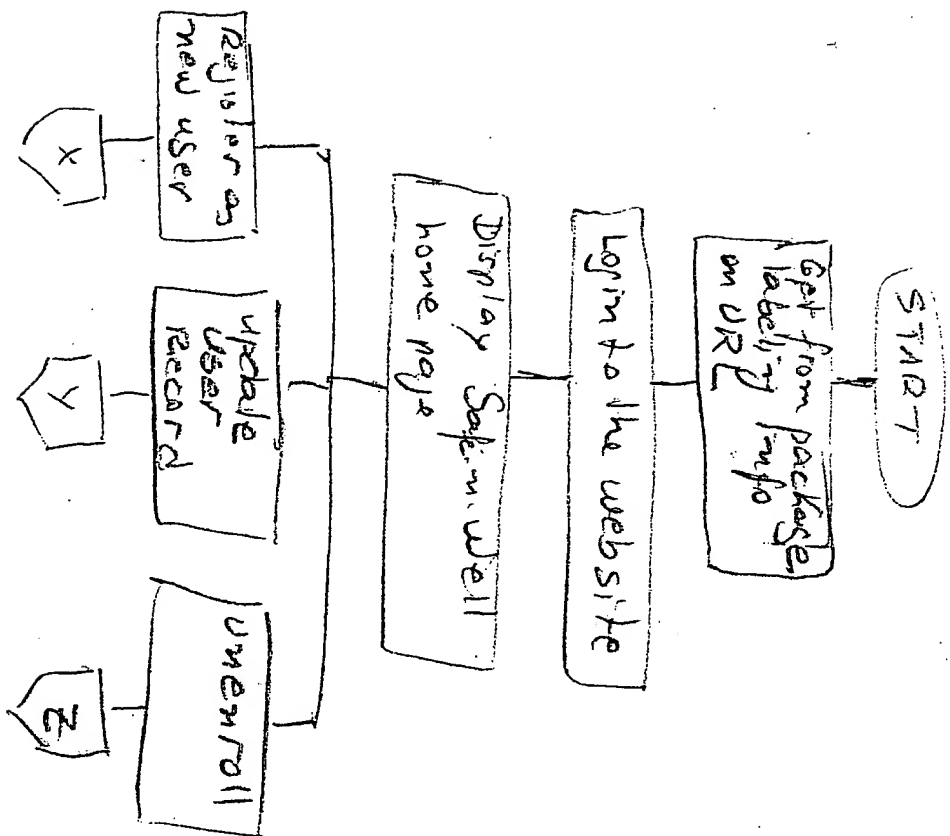 START
Get from package
labeling info
on URL
Login to the website
Display Safe-n-Well
home page
Register as
new user
update
user
record
unenroll
X
Y
Z